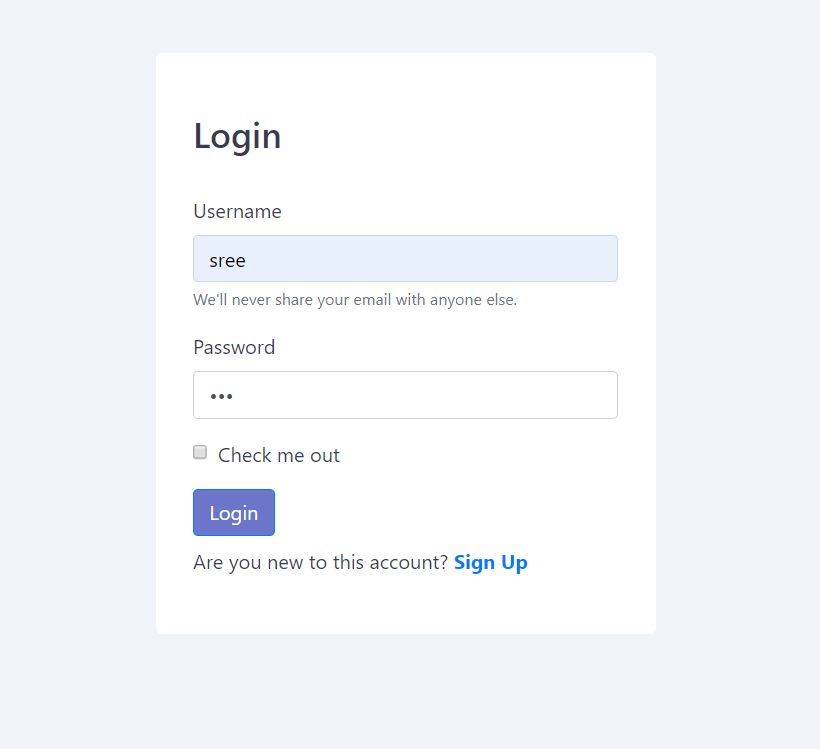 Login
Username
sree
We'll never share your email with anyone else.
Password
•••
Check me out
Login
Are you new to this account? Sign Up